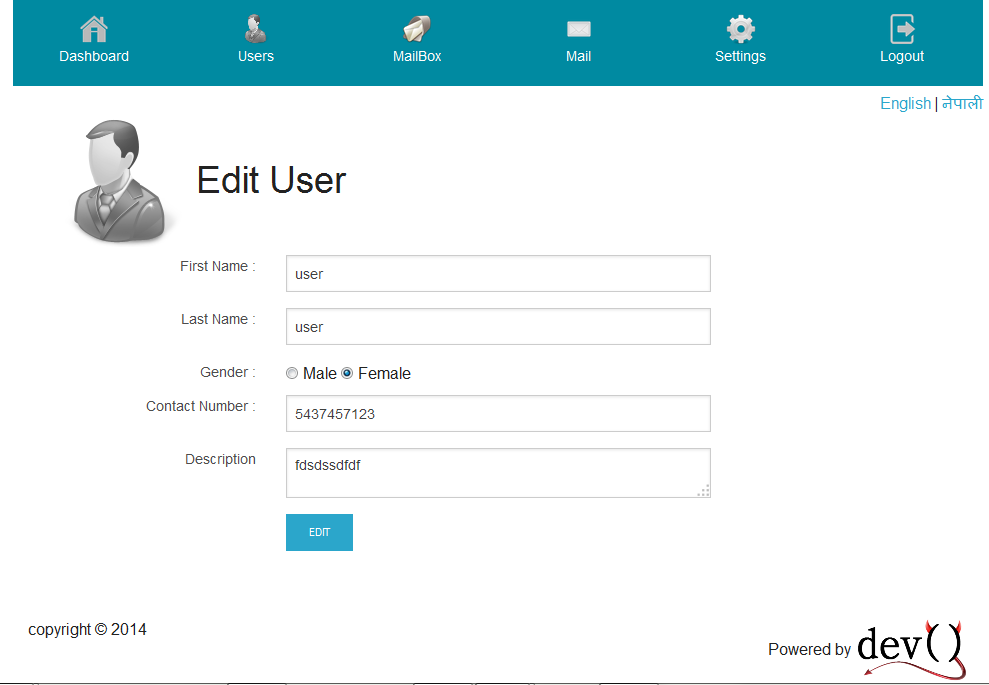 Dashboard Users MailBox Mail Settings Logout
English | नेपाली
Edit User
First Name : user
Last Name : user
Gender : Male Female
Contact Number : 5437457123
Description fdsdssdfdf
EDIT
copyright © 2014
Powered by dev()